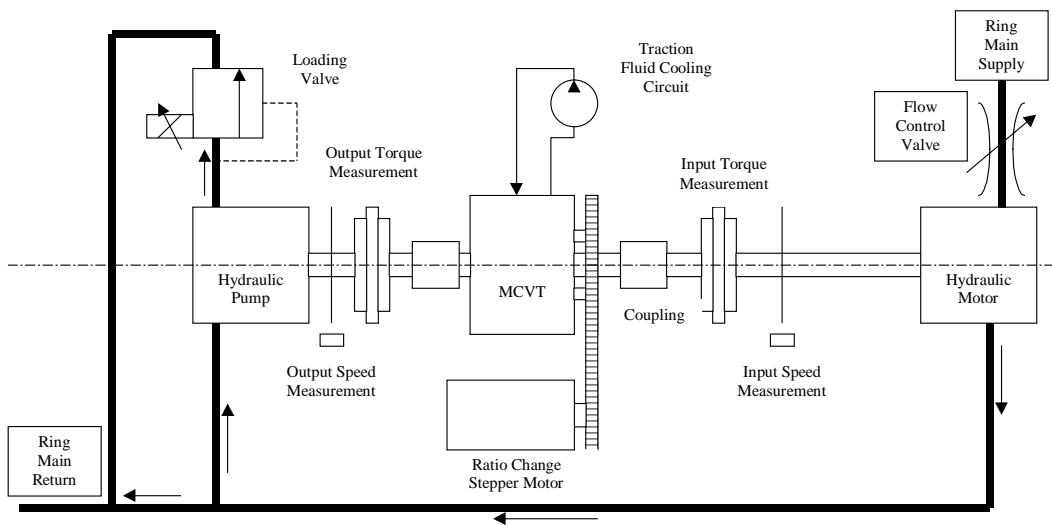 Ring
Main
Supply
Loading
Valve
Traction
Fluid Cooling
Circuit
Flow
Control
Valve
Output Torque
Measurement
Input Torque
Measurement
Hydraulic
Pump
MCVT
Coupling
Hydraulic
Motor
Output Speed
Measurement
Input Speed
Measurement
Ring
Main
Return
Ratio Change
Stepper Motor